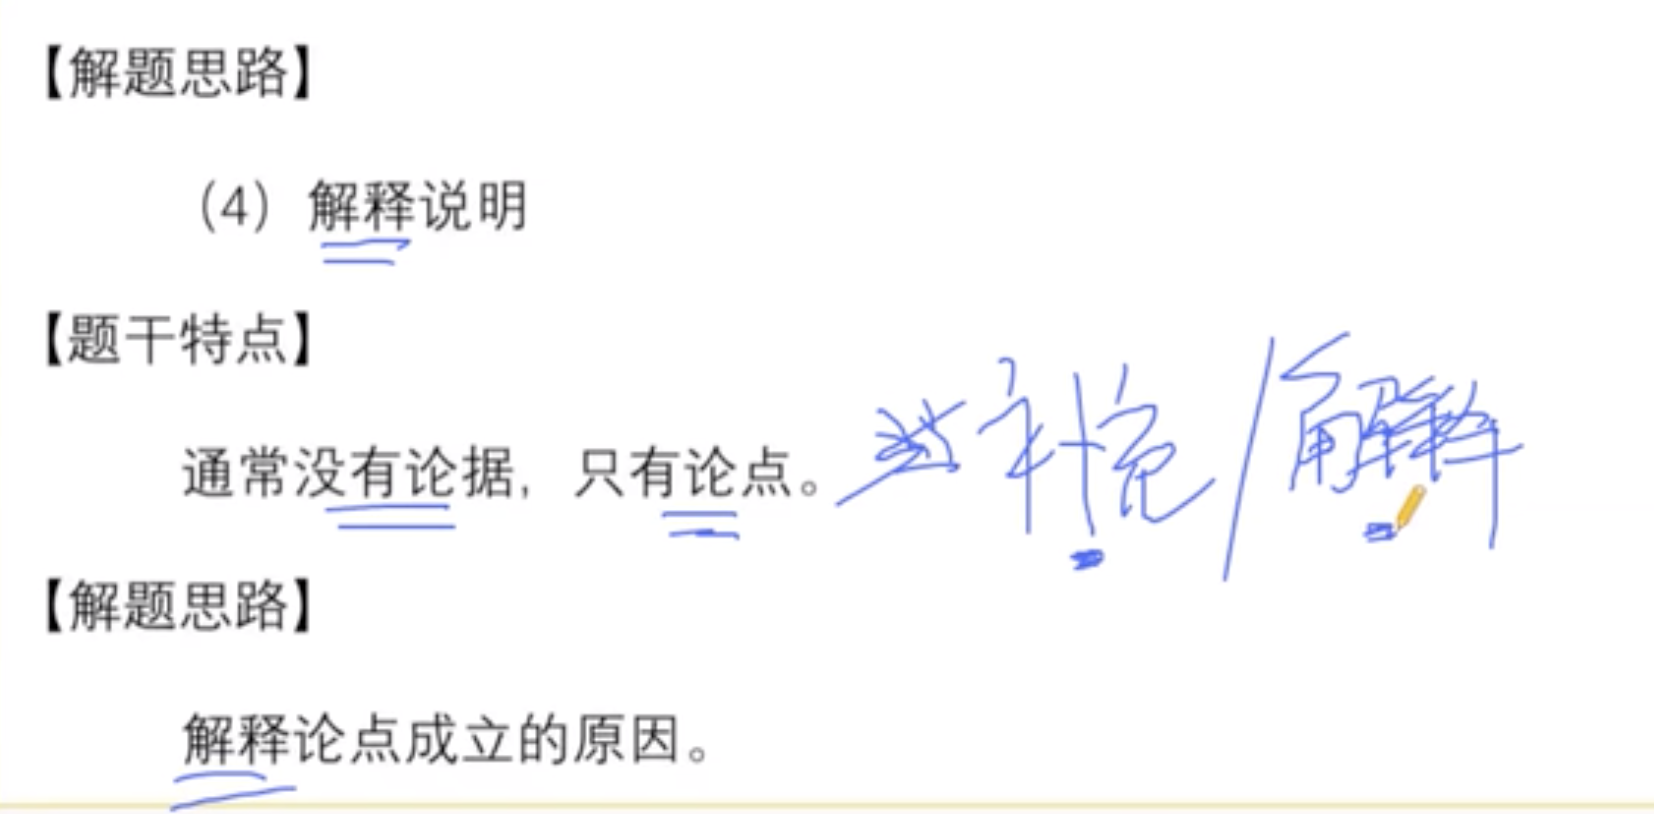 【解题思路】
（4）解释说明
【题干特点】
通常没有论据，只有论点。 补充/解释
【解题思路】
解释论点成立的原因。